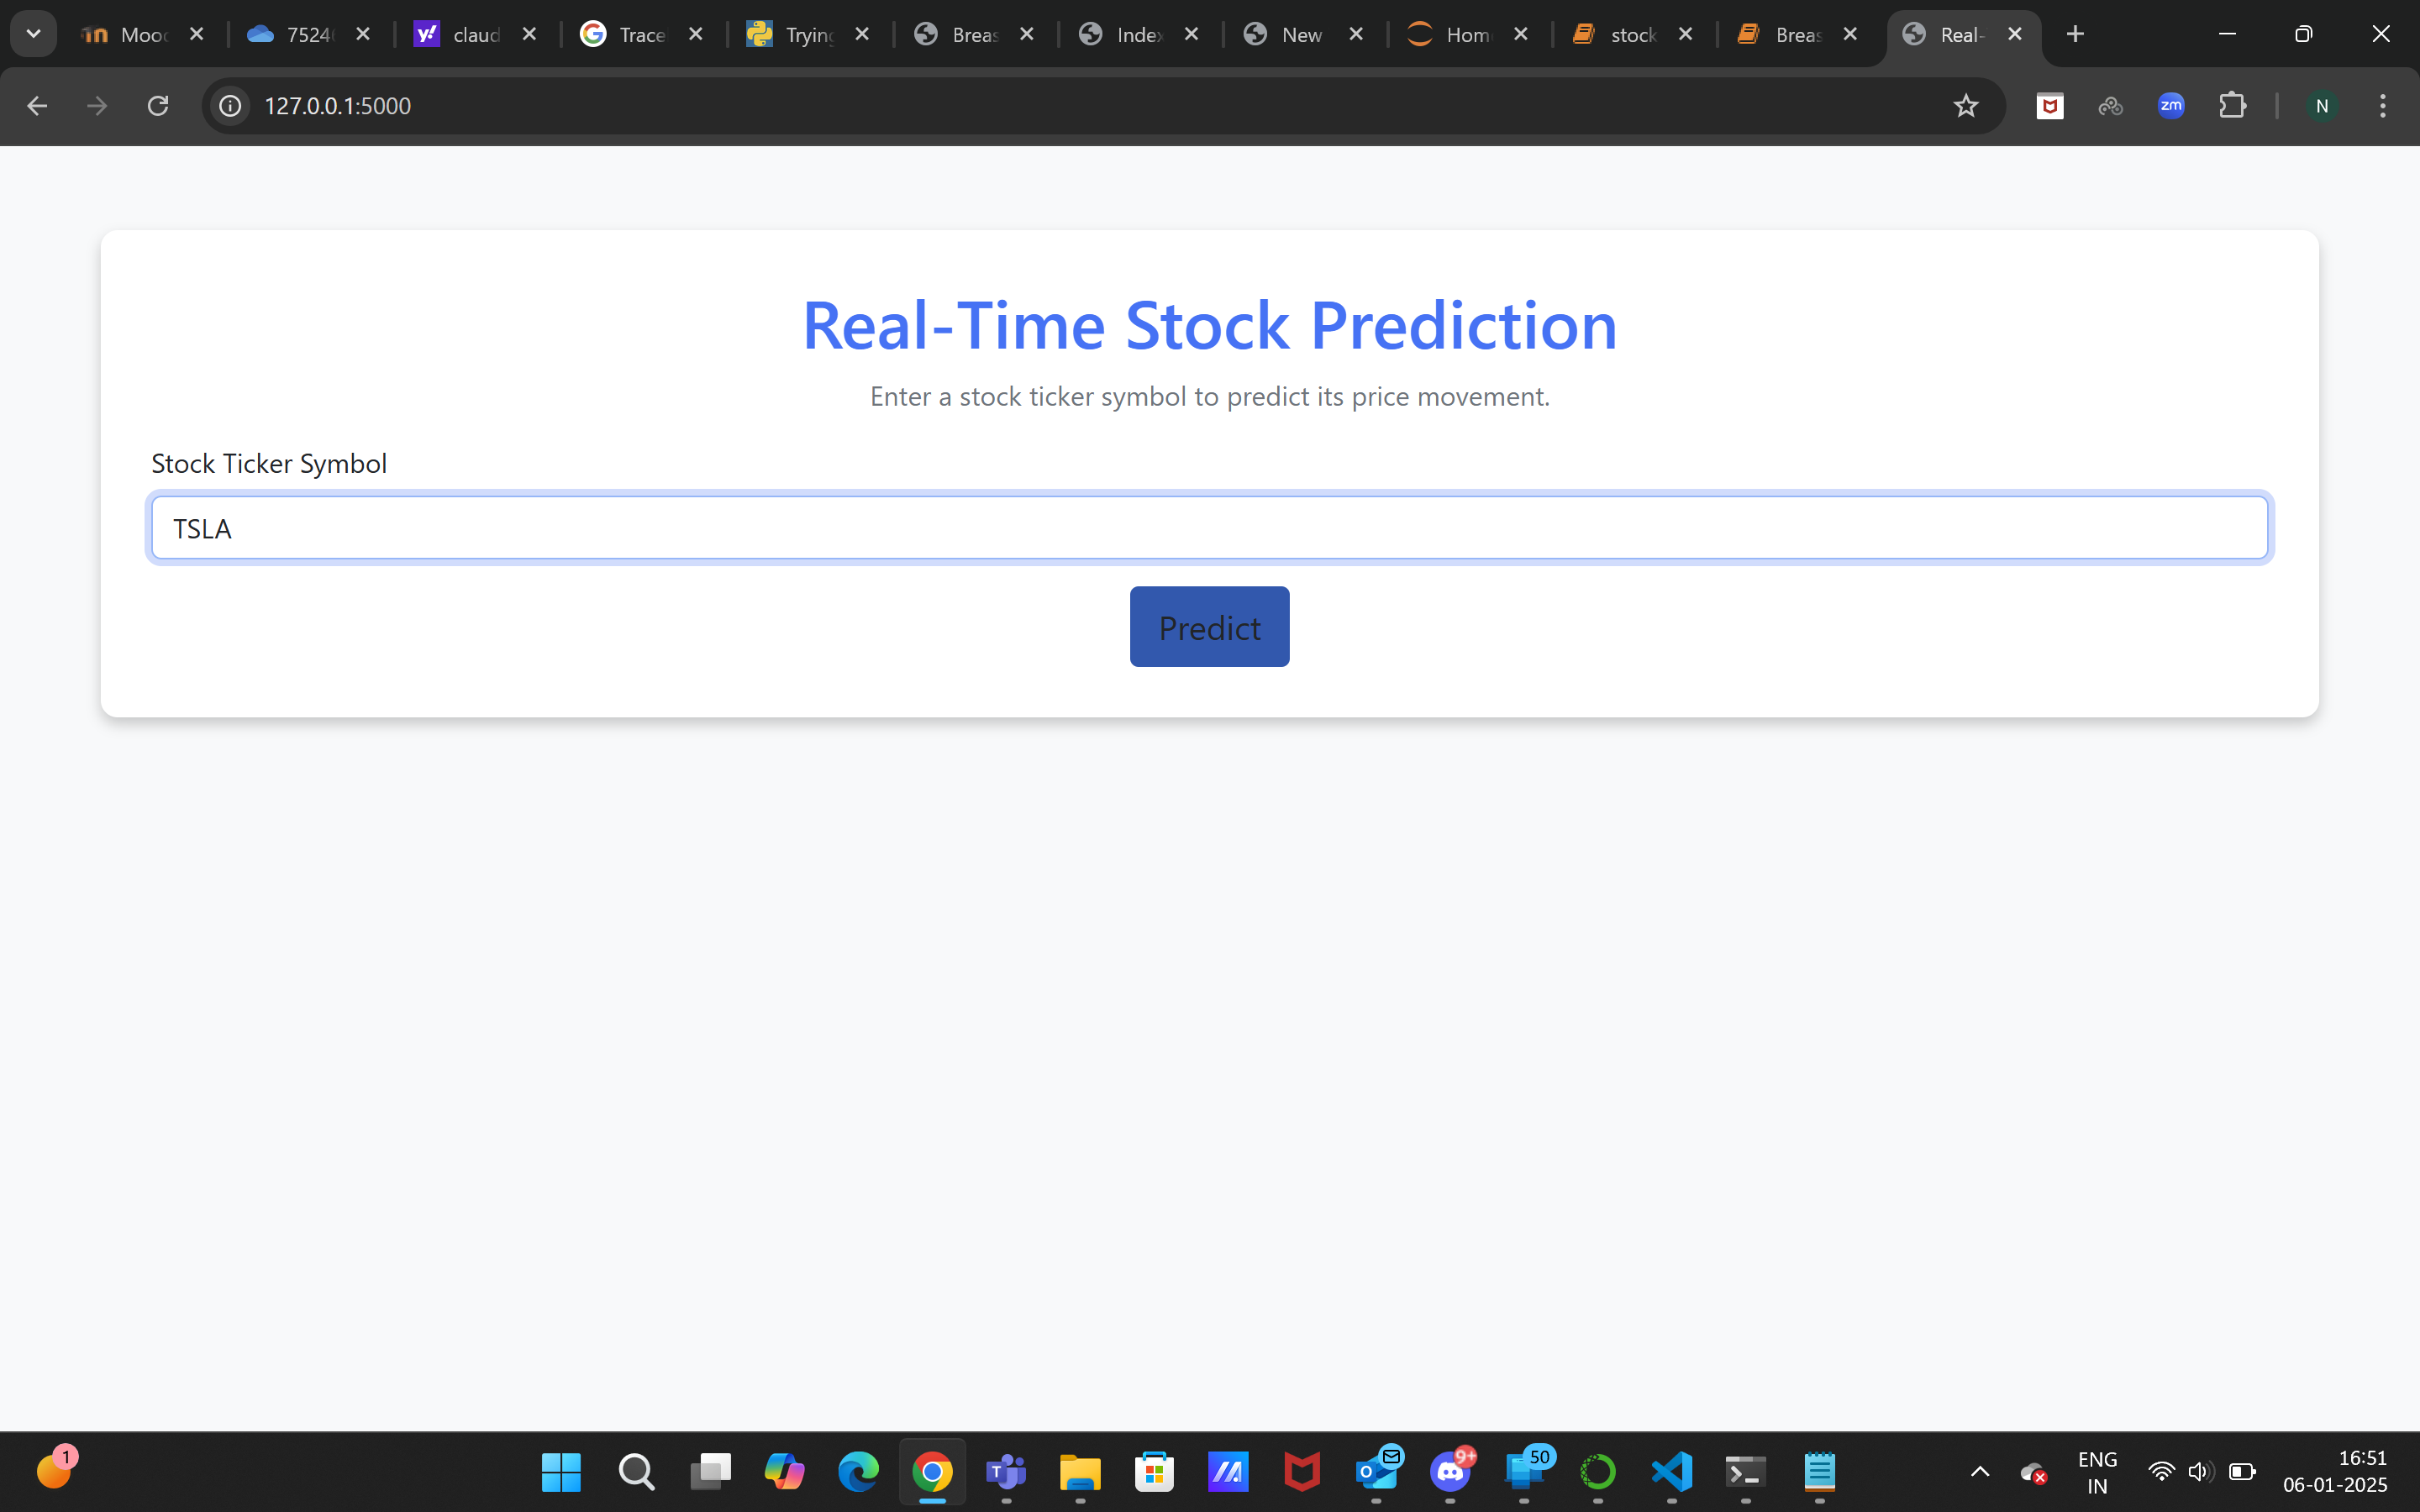 Mooc
7524
claud
Trace
Trying
Breas
Index
New
Hom
stock
Breas
Real-
127.0.0.1:5000
zm
N
Real-Time Stock Prediction
Enter a stock ticker symbol to predict its price movement.
Stock Ticker Symbol
TSLA
Predict
1
9+
50
ENG
IN
16:51
06-01-2025